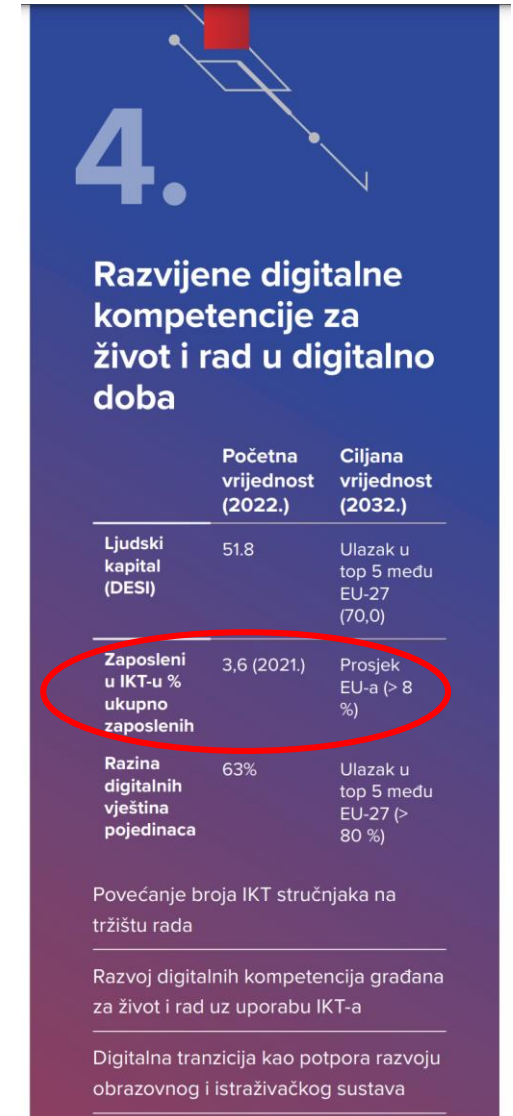 4.
Razvijene digitalne
kompetencije za
život i rad u digitalno
doba
Početna
vrijednost
(2022.)
Ciljana
vrijednost
(2032.)
Ljudski
kapital
(DESI)
51.8
Ulazak u
top 5 među
EU-27
(70,0)
Zaposleni
u IKT-u %
ukupno
zaposlenih
3,6 (2021.)
Prosjek
EU-a (> 8
%)
Razina
digitalnih
vještina
pojedinaca
63%
Ulazak u
top 5 među
EU-27 (>
80 %)
Povećanje broja IKT stručnjaka na
tržištu rada
Razvoj digitalnih kompetencija građana
za život i rad uz uporabu IKT-a
Digitalna tranzicija kao potpora razvoju
obrazovnog i istraživačkog sustava